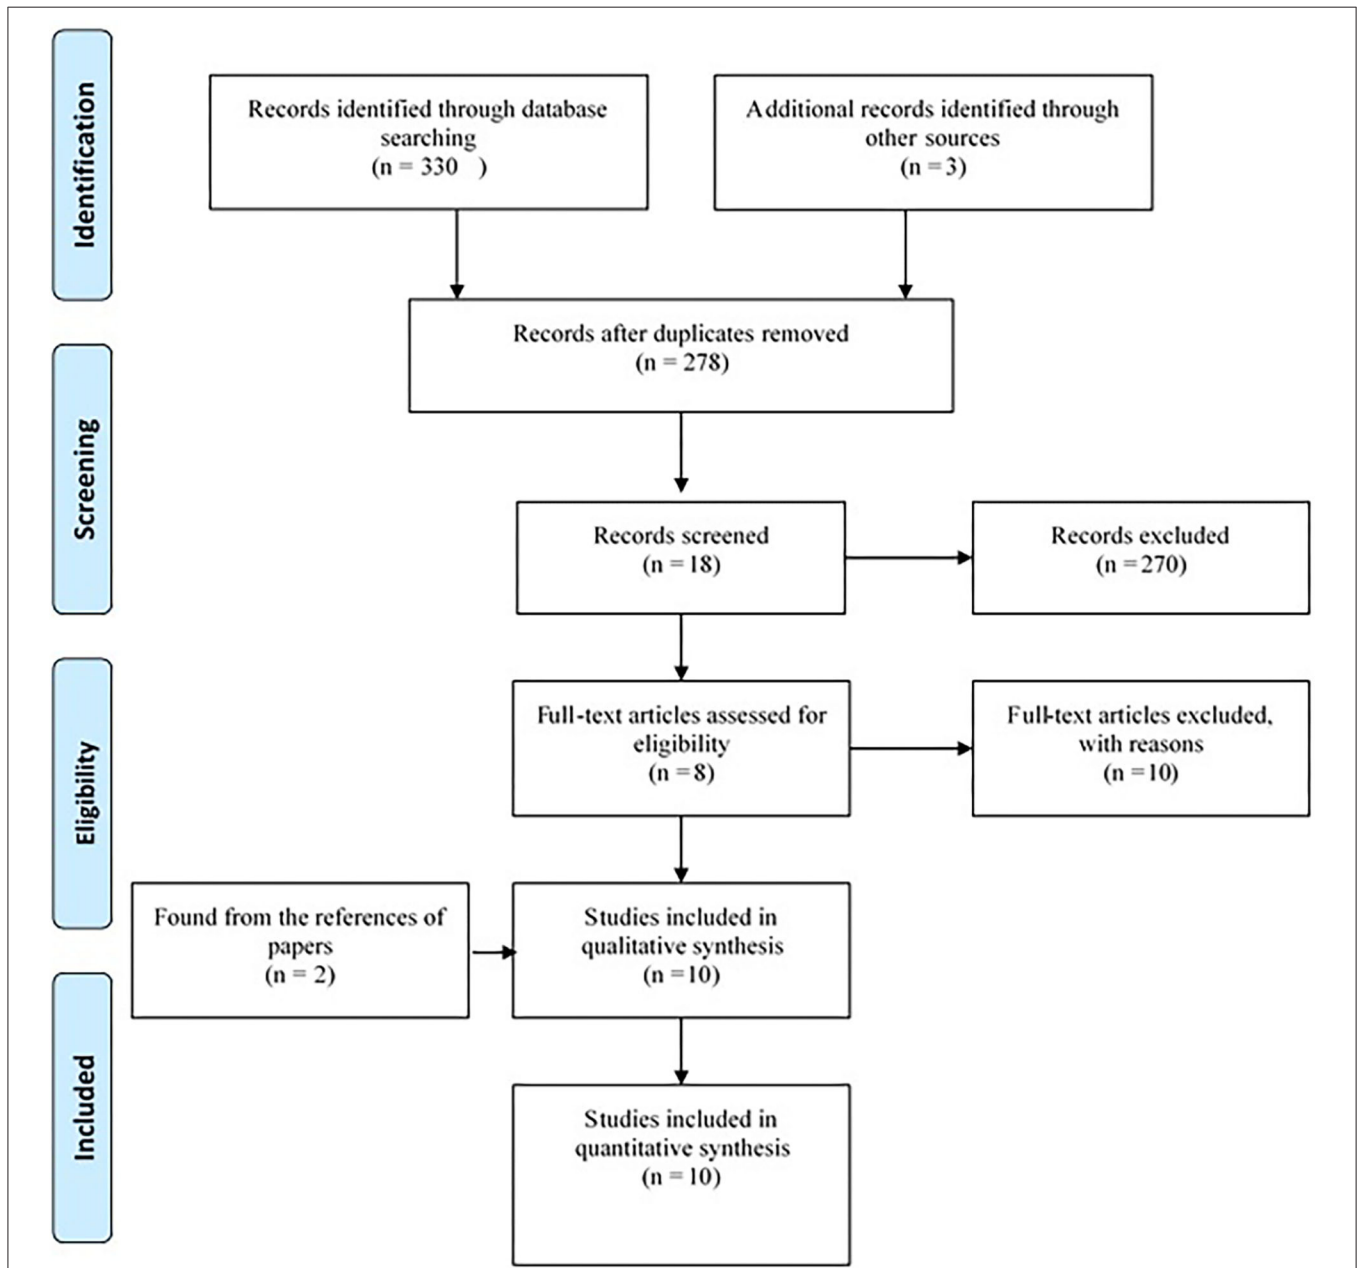 Identification
Records identified through database
searching
(n = 330   )
Additional records identified through
other sources
(n = 3)
Records after duplicates removed
(n = 278)
Screening
Records screened
(n = 18)
Records excluded
(n = 270)
Eligibility
Full-text articles assessed for
eligibility
(n = 8)
Full-text articles excluded,
with reasons
(n = 10)
Found from the references of
papers
(n = 2)
Studies included in
qualitative synthesis
(n = 10)
Included
Studies included in
quantitative synthesis
(n = 10)